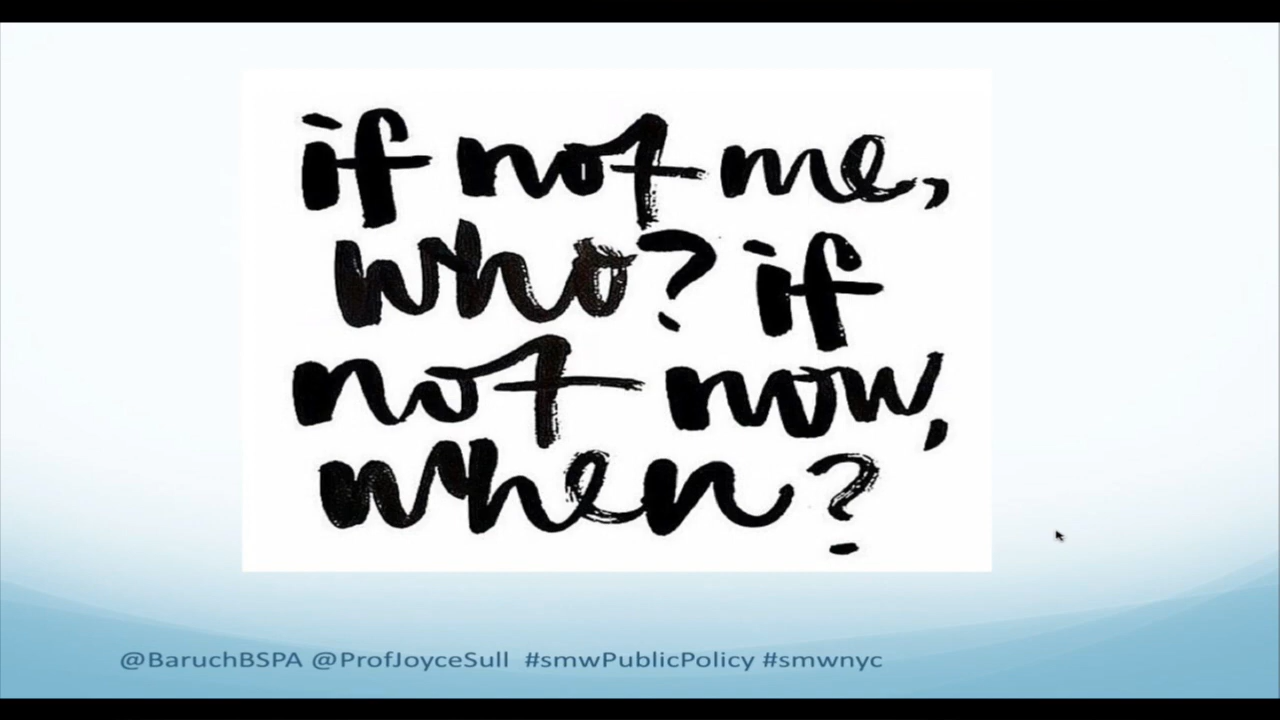 if not me,
who? if
not now,
when?
@BaruchBSPA @ProfJoyceSull #smwPublicPolicy #smwnyc